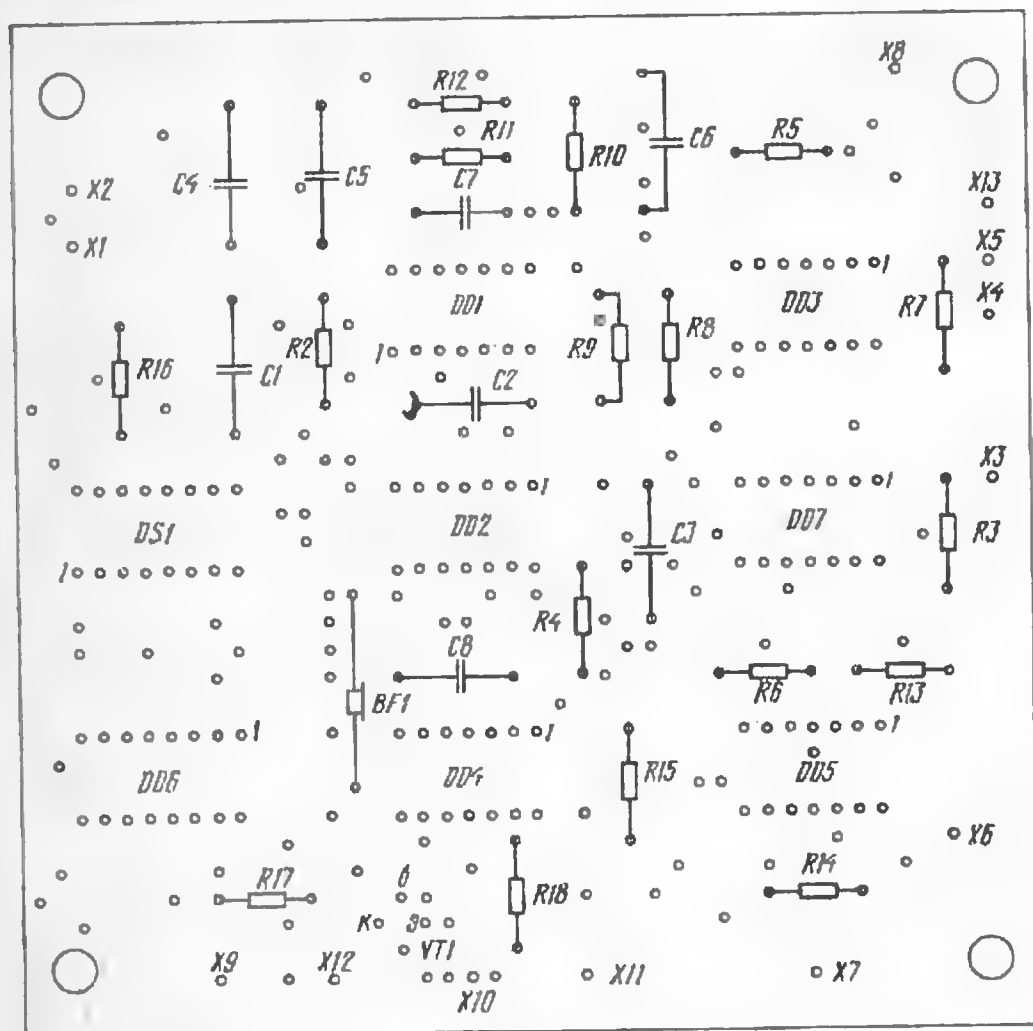 X8
R12
R11
R10
C6
R5
C4
C5
C7
X2
X13
X1
X5
DD1
DD3
R7
X4
1
R16
C1
R2
1
R9
R8
C2
X3
1
1
DS1
DD2
C3
DD7
R3
1
R4
C8
R6
R13
BF1
1
1
1
DD6
DD4
R15
DD5
X6
R17
б
R18
R14
К
Э
VT1
X9
X12
X10
X11
X7